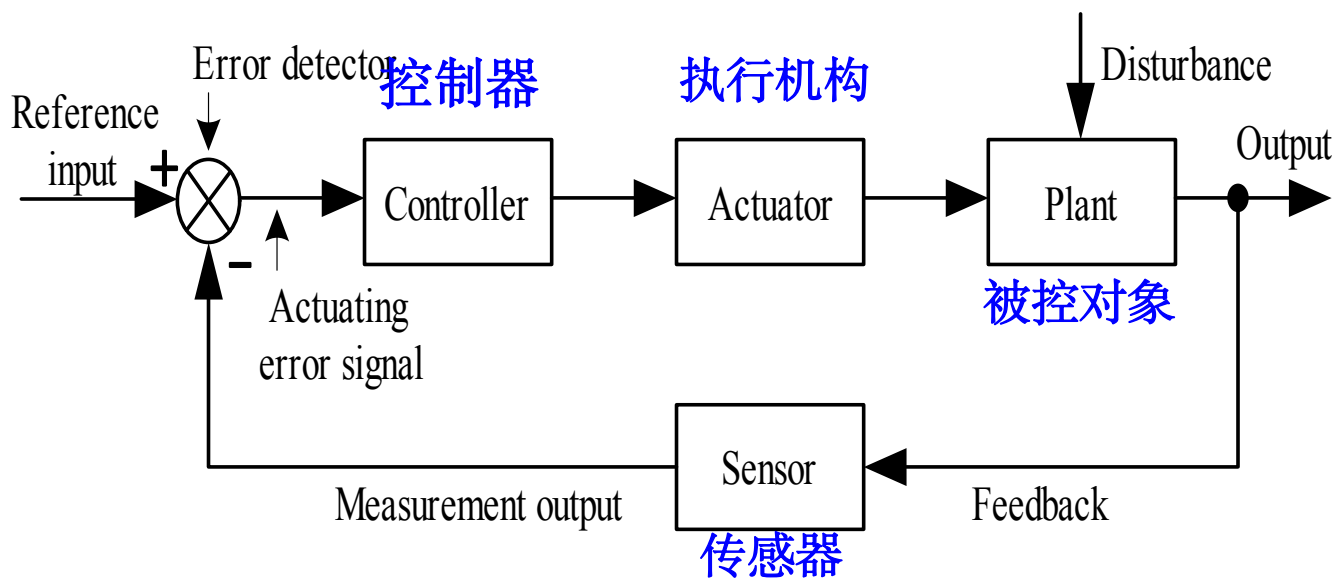 Error detector
控制器
执行机构
Disturbance
Reference
input
+
Controller
Actuator
Plant
Output
-
Actuating
error signal
被控对象
Sensor
Measurement output
Feedback
传感器